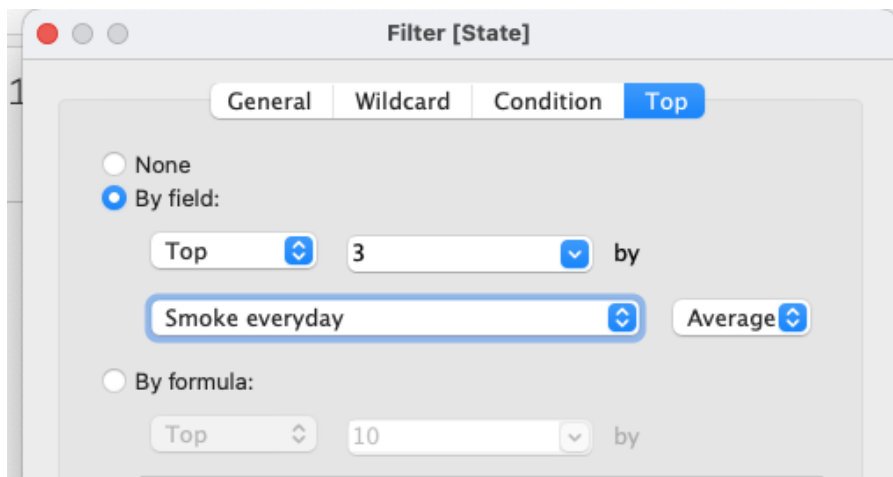 Filter [State]
1
General Wildcard Condition Top
None
By field:
Top 3 by
Smoke everyday Average
By formula:
Top 10 by